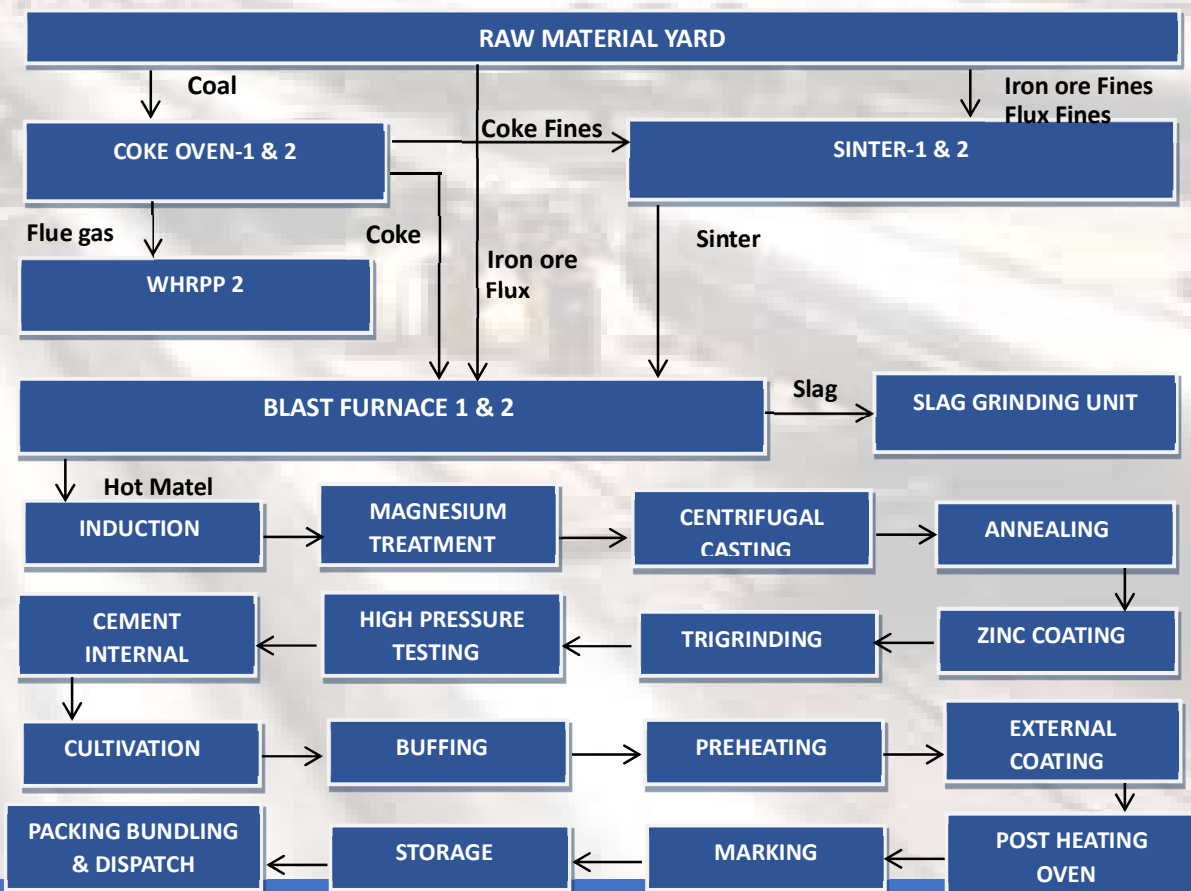 RAW MATERIAL YARD
Coal
Iron ore Fines
Flux Fines
COKE OVEN-1 & 2
Coke Fines
SINTER-1 & 2
Flue gas
Coke
Sinter
Iron ore
Flux
WHRPP 2
BLAST FURNACE 1 & 2
Slag
SLAG GRINDING UNIT
Hot Matel
INDUCTION
MAGNESIUM
TREATMENT
CENTRIFUGAL
CASTING
ANNEALING
CEMENT
INTERNAL
HIGH PRESSURE
TESTING
TRIGRINDING
ZINC COATING
CULTIVATION
BUFFING
PREHEATING
EXTERNAL
COATING
PACKING BUNDLING
& DISPATCH
STORAGE
MARKING
POST HEATING
OVEN